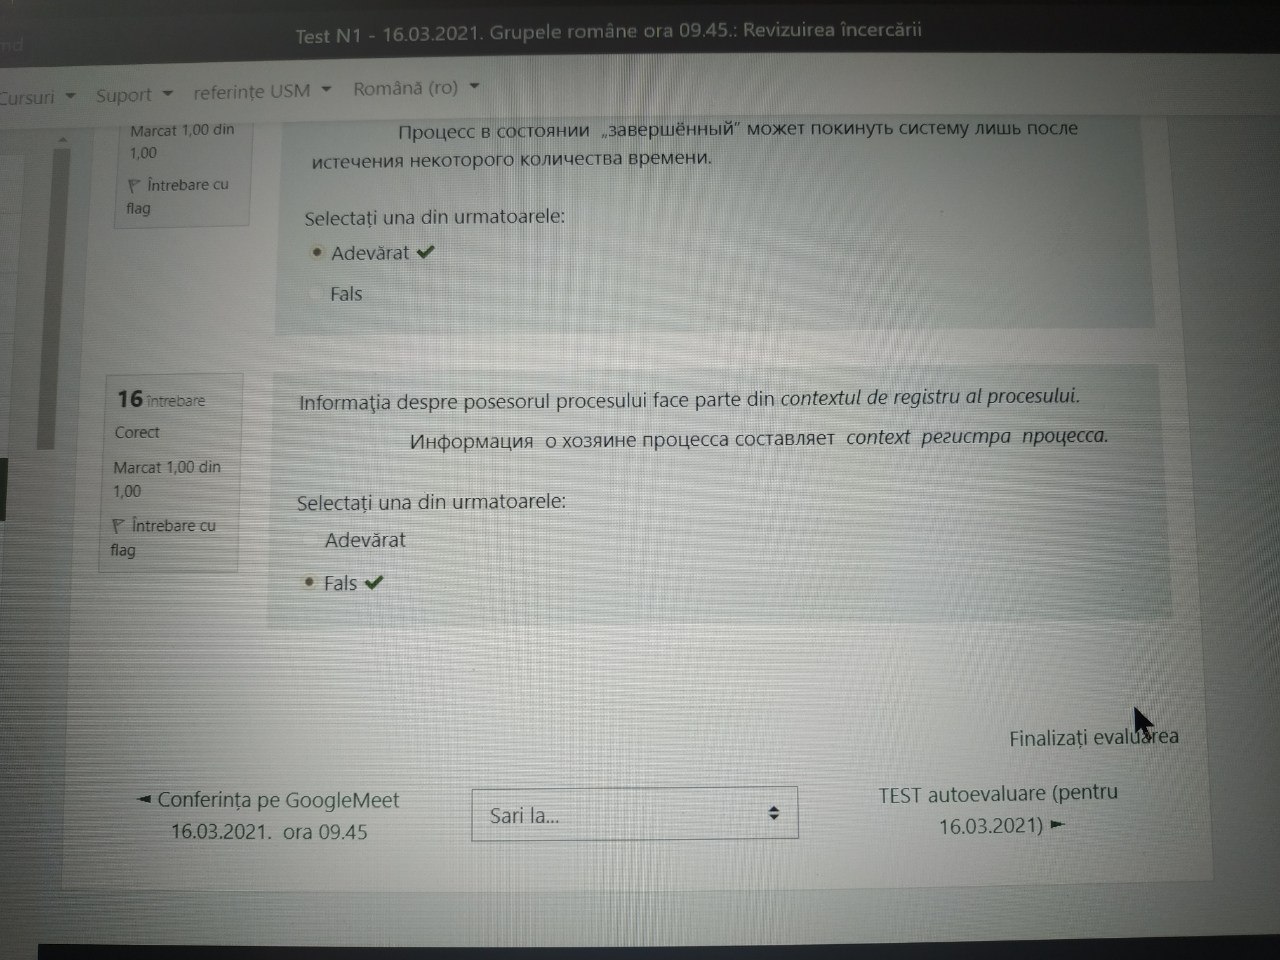 Test N1 - 16.03.2021. Grupele române ora 09.45.: Revizuirea încercării
Cursuri Suport referințe USM Română (ro)
Marcat 1,00 din
1,00
Întrebare cu
flag
Процесс в состоянии „завершённый” может покинуть систему лишь после
истечения некоторого количества времени.
Selectați una din urmatoarele:
Adevărat
Fals
16 întrebare
Corect
Marcat 1,00 din
1,00
Întrebare cu
flag
Informaţia despre posesorul procesului face parte din contextul de registru al procesului.
Информация о хозяине процесса составляет context регистра процесса.
Selectați una din urmatoarele:
Adevărat
Fals
Finalizați evaluarea
◄ Conferința pe GoogleMeet
16.03.2021. ora 09.45
Sari la...
TEST autoevaluare (pentru
16.03.2021) ►